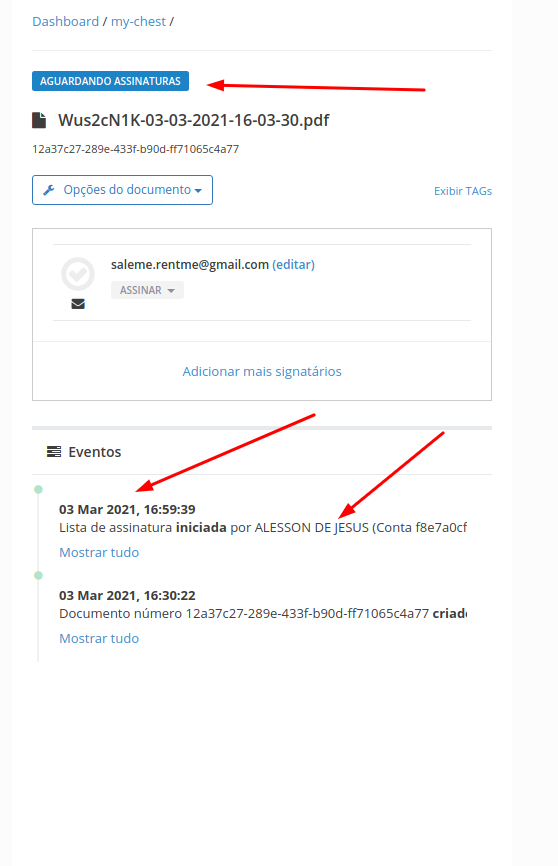 Dashboard / my-chest /
AGUARDANDO ASSINATURAS
Wus2cN1K-03-03-2021-16-03-30.pdf
12a37c27-289e-433f-b90d-ff71065c4a77
Opções do documento
Exibir TAGs
saleme.rentme@gmail.com (editar)
ASSINAR
Adicionar mais signatários
Eventos
03 Mar 2021, 16:59:39
Lista de assinatura iniciada por ALESSON DE JESUS (Conta f8e7a0cf
Mostrar tudo
03 Mar 2021, 16:30:22
Documento número 12a37c27-289e-433f-b90d-ff71065c4a77
Mostrar tudo